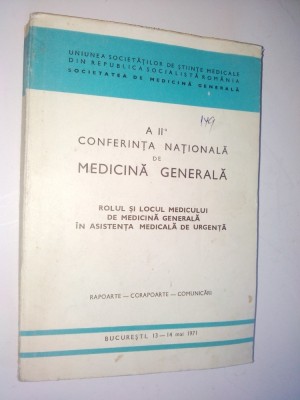 UNIUNEA SOCIETĂȚILOR DE ȘTIINȚE MEDICALE
DIN REPUBLICA SOCIALISTĂ ROMÂNIA
SOCIETATEA DE MEDICINĂ GENERALĂ
149
A IIa
CONFERINȚA NAȚIONALĂ
DE
MEDICINĂ GENERALĂ
ROLUL ȘI LOCUL MEDICULUI
DE MEDICINĂ GENERALĂ
ÎN ASISTENȚA MEDICALĂ DE URGENȚĂ
RAPOARTE — CORAPOARTE — COMUNICĂRI
BUCUREȘTI, 13—14 mai 1971